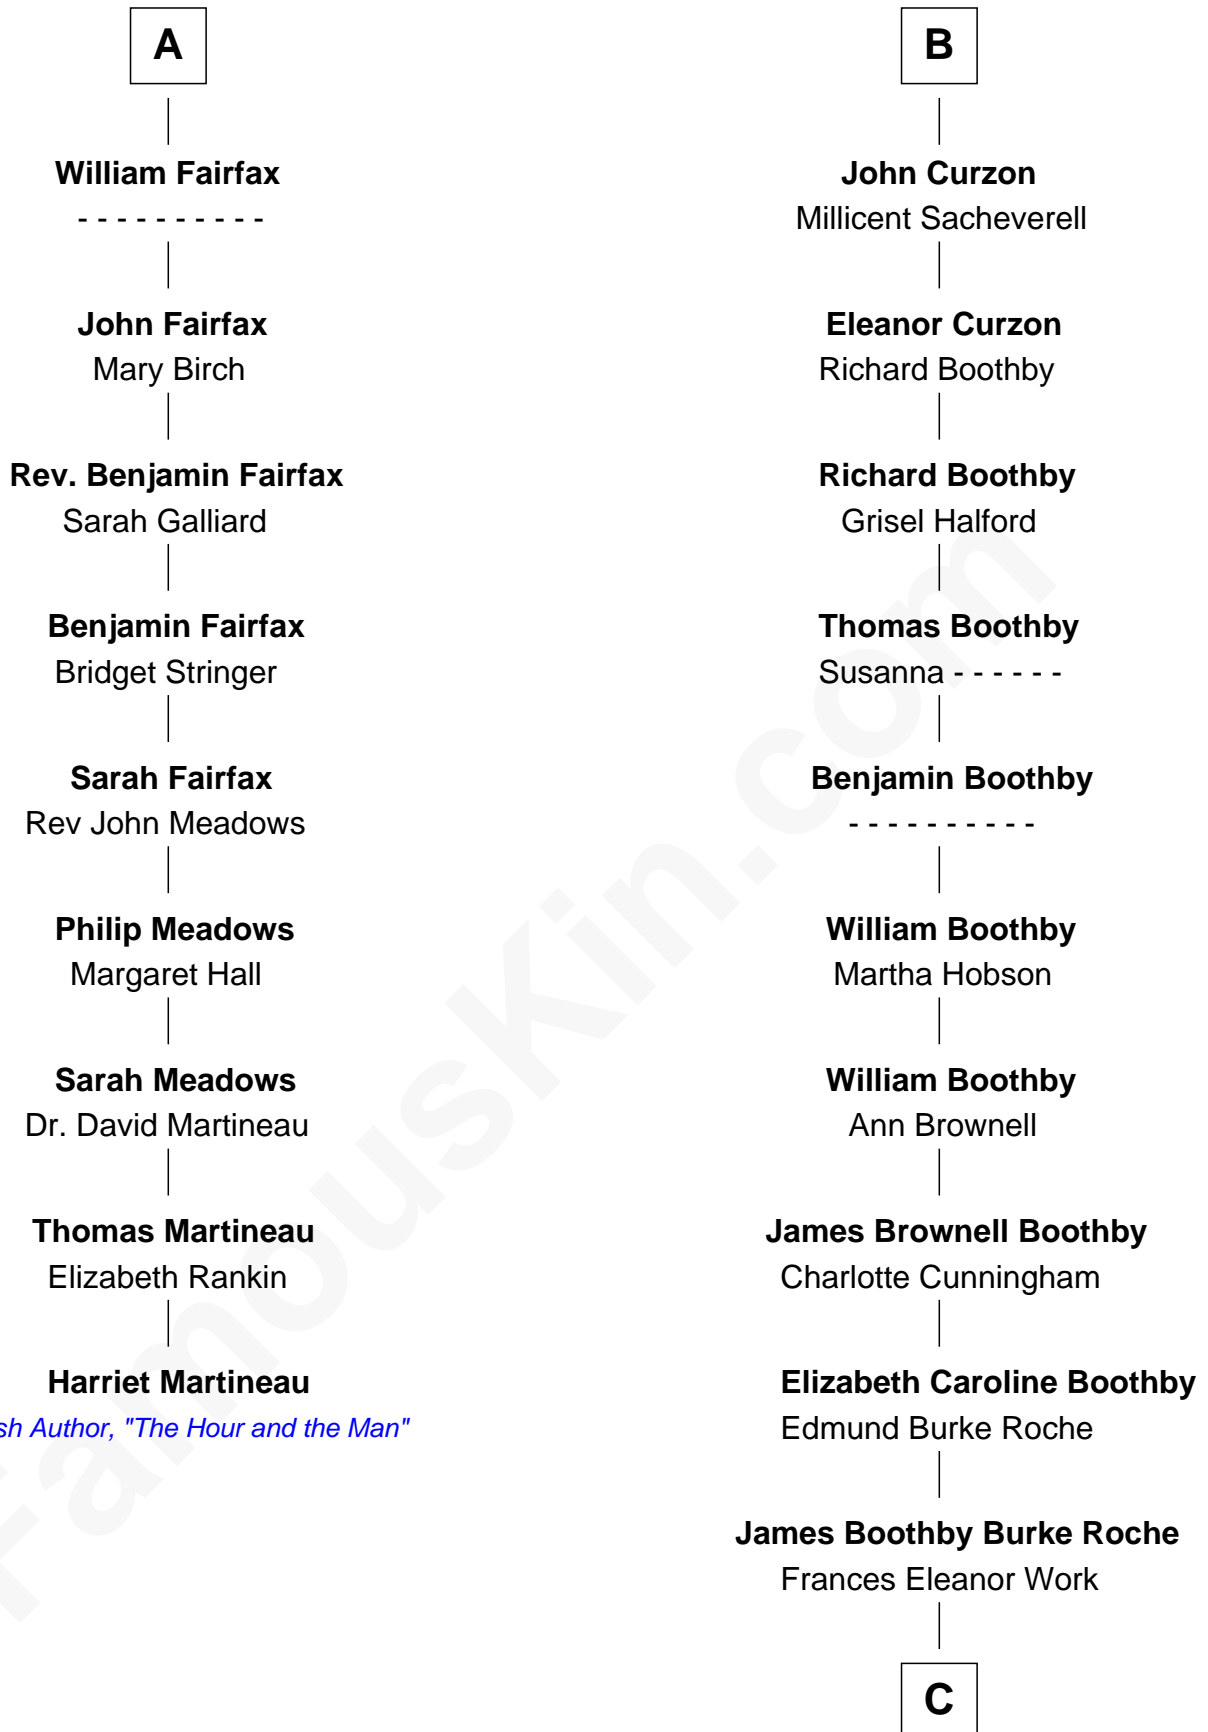 A
William Fairfax
- - - - - - - - - -
John Fairfax
Mary Birch
Rev. Benjamin Fairfax
Sarah Galliard
Benjamin Fairfax
Bridget Stringer
Sarah Fairfax
Rev John Meadows
Philip Meadows
Margaret Hall
Sarah Meadows
Dr. David Martineau
Thomas Martineau
Elizabeth Rankin
Harriet Martineau
sh Author, "The Hour and the Man"
B
John Curzon
Millicent Sacheverell
Eleanor Curzon
Richard Boothby
Richard Boothby
Grisel Halford
Thomas Boothby
Susanna - - - - - -
Benjamin Boothby
- - - - - - - - - -
William Boothby
Martha Hobson
William Boothby
Ann Brownell
James Brownell Boothby
Charlotte Cunningham
Elizabeth Caroline Boothby
Edmund Burke Roche
James Boothby Burke Roche
Frances Eleanor Work
C
FamousKin.com